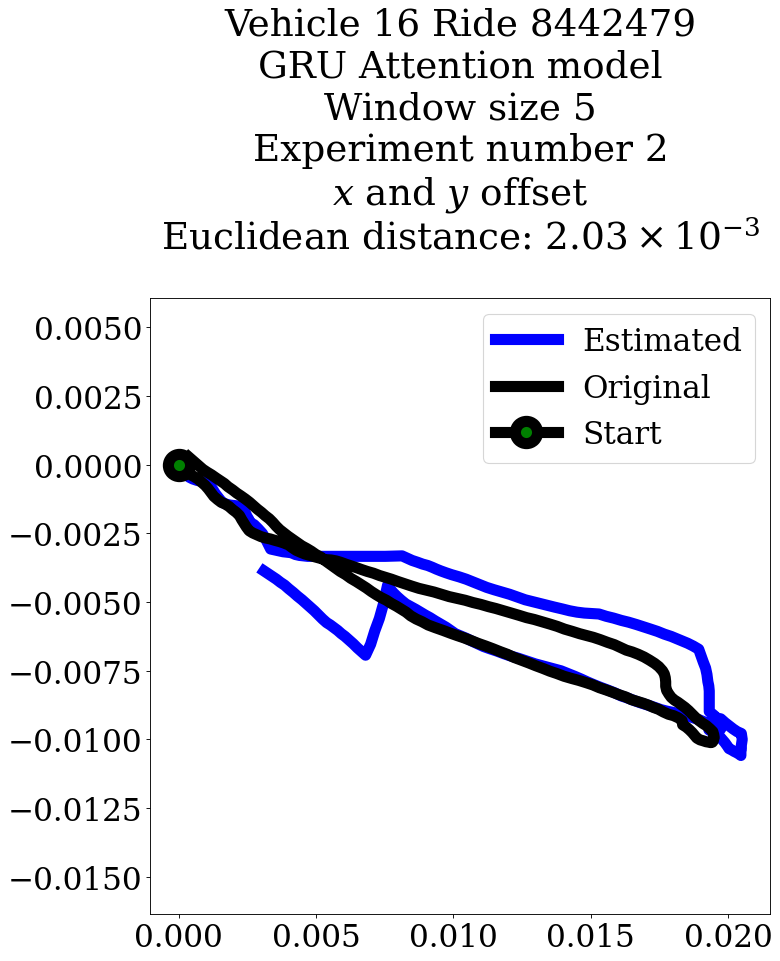 Vehicle 16 Ride 8442479
GRU Attention model
Window size 5
Experiment number 2
x and y offset
Euclidean distance: 2.03 × 10⁻³
Estimated
Original
Start
0.0050
0.0025
0.0000
−0.0025
−0.0050
−0.0075
−0.0100
−0.0125
−0.0150
0.000 0.005 0.010 0.015 0.020